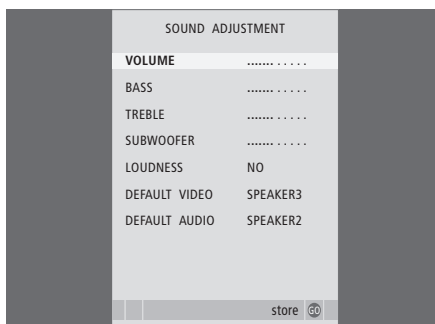 SOUND ADJUSTMENT
VOLUME ............
BASS ............
TREBLE ............
SUBWOOFER ............
LOUDNESS NO
DEFAULT VIDEO SPEAKER3
DEFAULT AUDIO SPEAKER2
store GO